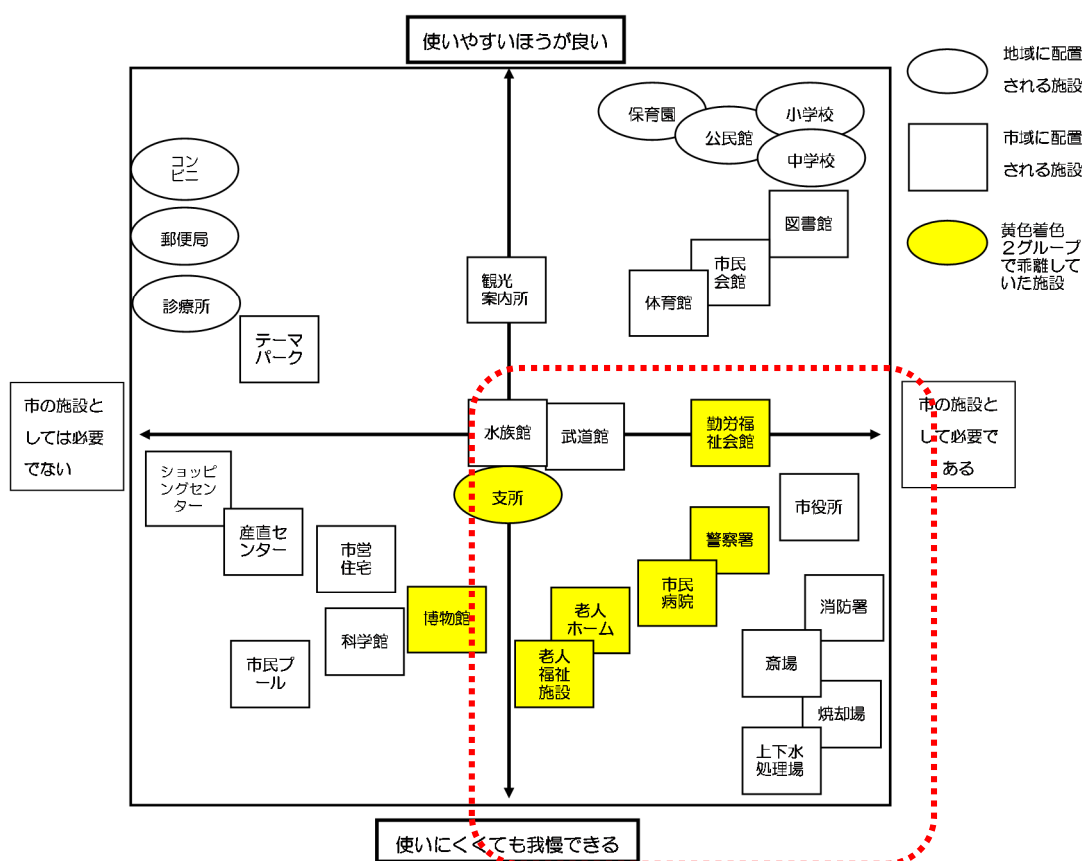 使いやすいほうが良い
地域に配置
される施設
市域に配置
される施設
黄色着色
2グループ
で乖離して
いた施設
保育園
公民館
小学校
中学校
コン
ビニ
郵便局
診療所
図書館
市民
会館
体育館
観光
案内所
テーマ
パーク
市の施設と
しては必要
でない
水族館
武道館
勤労福
祉会館
市の施設と
して必要で
ある
支所
ショッピ
ングセン
ター
産直セ
ンター
市営
住宅
市役所
警察署
市民
病院
博物館
科学館
市民プ
ール
老人
ホーム
老人
福祉
施設
消防署
斎場
焼却場
上下水
処理場
使いにくくても我慢できる